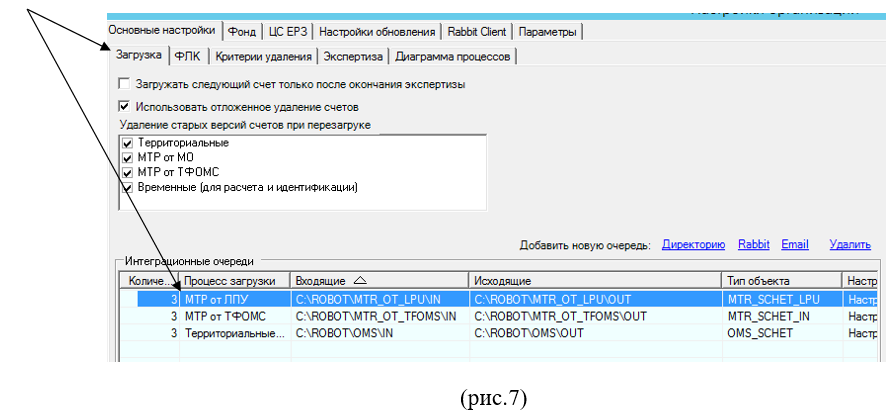 Основные настройки Фонд ЦС ЕРЗ Настройки обновления Rabbit Client Параметры
Загрузка ФЛК Критерии удаления Экспертиза Диаграмма процессов
Загружать следующий счет только после окончания экспертизы
Использовать отложенное удаление счетов
Удаление старых версий счетов при перезагруке
Территориальные
МТР от МО
МТР от ТФОМС
Временные (для расчета и идентификации)
Добавить новую очередь: Директорию Rabbit Email Удалить
Интеграционные очереди
Количе... Процесс загрузки Входящие Исходящие Тип объекта Настр
3 МТР от ЛПУ C:\ROBOT\MTR_OT_LPU\IN C:\ROBOT\MTR_OT_LPU\OUT MTR_SCHET_LPU Настр
3 МТР от ТФОМС C:\ROBOT\MTR_OT_TFOMS\IN C:\ROBOT\MTR_OT_TFOMS\OUT MTR_SCHET_IN Настр
3 Территориальные... C:\ROBOT\OMS\IN C:\ROBOT\OMS\OUT OMS_SCHET Настр
(рис.7)